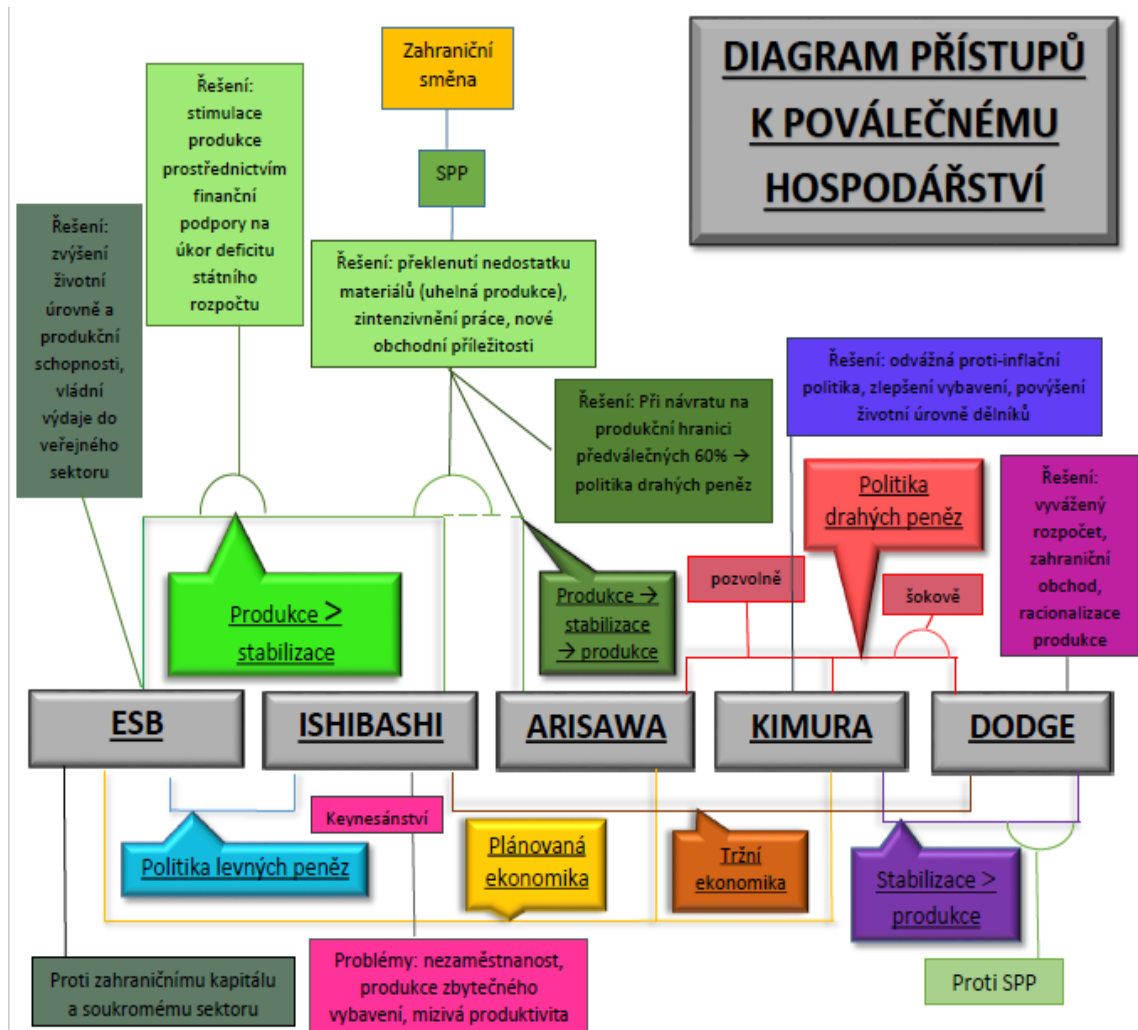 DIAGRAM PŘÍSTUPŮ
K POVÁLEČNÉMU
HOSPODÁŘSTVÍ
Zahraniční
směna
SPP
Řešení:
stimulace
produkce
prostřednictvím
finanční
podpory na
úkor deficitu
státního
rozpočtu
Řešení:
zvýšení
životní
úrovně a
produkční
schopnosti,
vládní
výdaje do
veřejného
sektoru
Řešení: překlenutí nedostatku
materiálů (uhelná produkce),
zintenzivnění práce, nové
obchodní příležitosti
Řešení: Při návratu na
produkční hranici
předválečných 60% →
politika drahých peněz
Řešení: odvážná proti-inflační
politika, zlepšení vybavení, povýšení
životní úrovně dělníků
Řešení:
vyvážený
rozpočet,
zahraniční
obchod,
racionalizace
produkce
Politika
drahých peněz
pozvolně
šokově
Produkce >
stabilizace
Produkce →
stabilizace
→ produkce
ESB
ISHIBASHI
ARISAWA
KIMURA
DODGE
Keynesánství
Politika levných peněz
Plánovaná
ekonomika
Tržní
ekonomika
Stabilizace >
produkce
Proti zahraničnímu kapitálu
a soukromému sektoru
Problémy: nezaměstnanost,
produkce zbytečného
vybavení, mizivá produktivita
Proti SPP